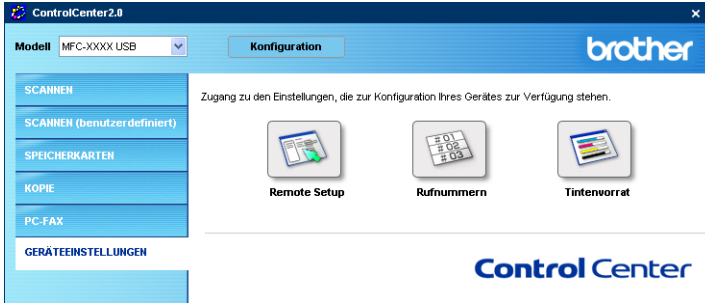 ControlCenter2.0
Modell MFC-XXXX USB Konfiguration brother
SCANNEN
SCANNEN (benutzerdefiniert)
SPEICHERKARTEN
KOPIE
PC-FAX
GERÄTEEINSTELLUNGEN
Zugang zu den Einstellungen, die zur Konfiguration Ihres Gerätes zur Verfügung stehen.
# 01
# 02
# 03
Remote Setup Rufnummern Tintenvorrat
Control Center